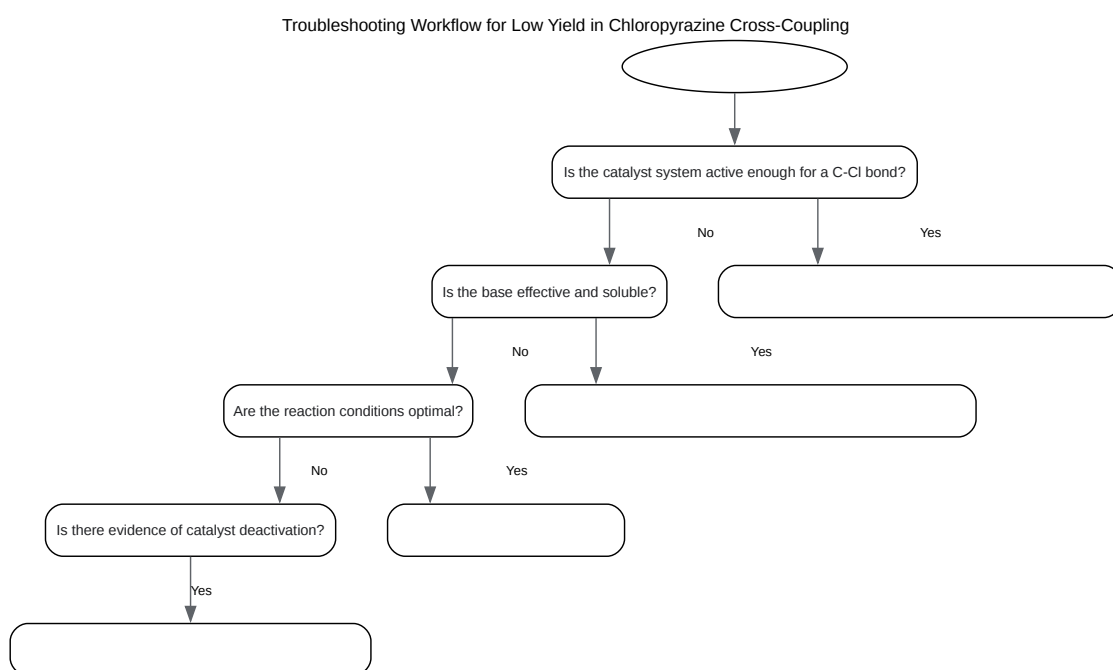 Troubleshooting Workflow for Low Yield in Chloropyrazine Cross-Coupling
Is the catalyst system active enough for a C-Cl bond?
No
Yes
Is the base effective and soluble?
No
Yes
Are the reaction conditions optimal?
No
Yes
Is there evidence of catalyst deactivation?
Yes